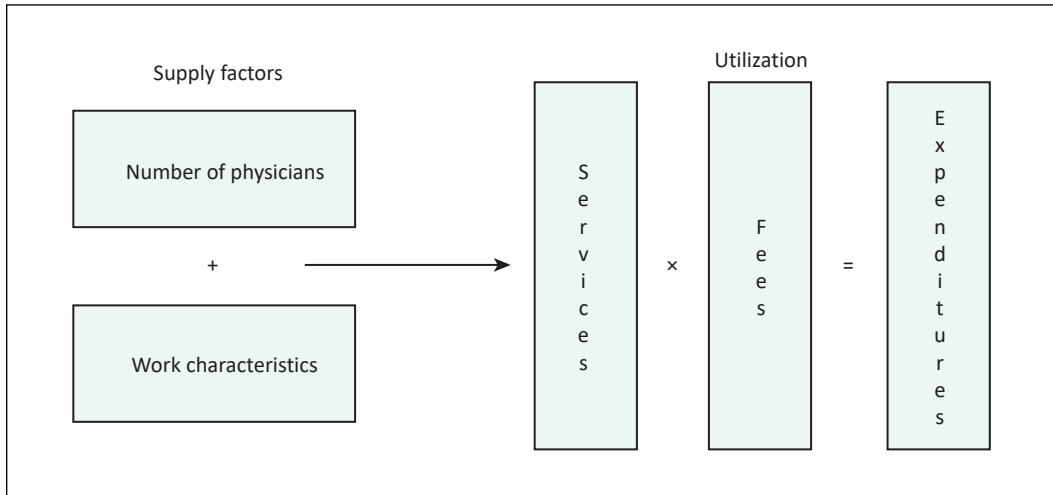 Supply factors
Number of physicians
+
Work characteristics
Services
×
Utilization
Fees
=
Expenditures